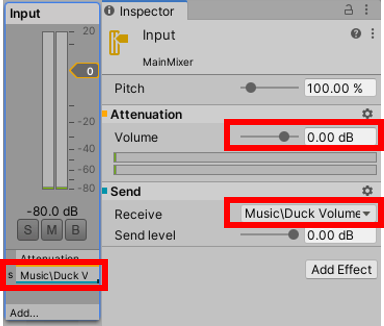 Input
20
0
-20
-40
-60
-80
-80.0 dB
S M B
Attenuation
S Music\Duck V
Add...
Inspector
Input
MainMixer
Pitch 100.00 %
Attenuation
Volume 0.00 dB
Send
Receive Music\Duck Volume
Send level 0.00 dB
Add Effect